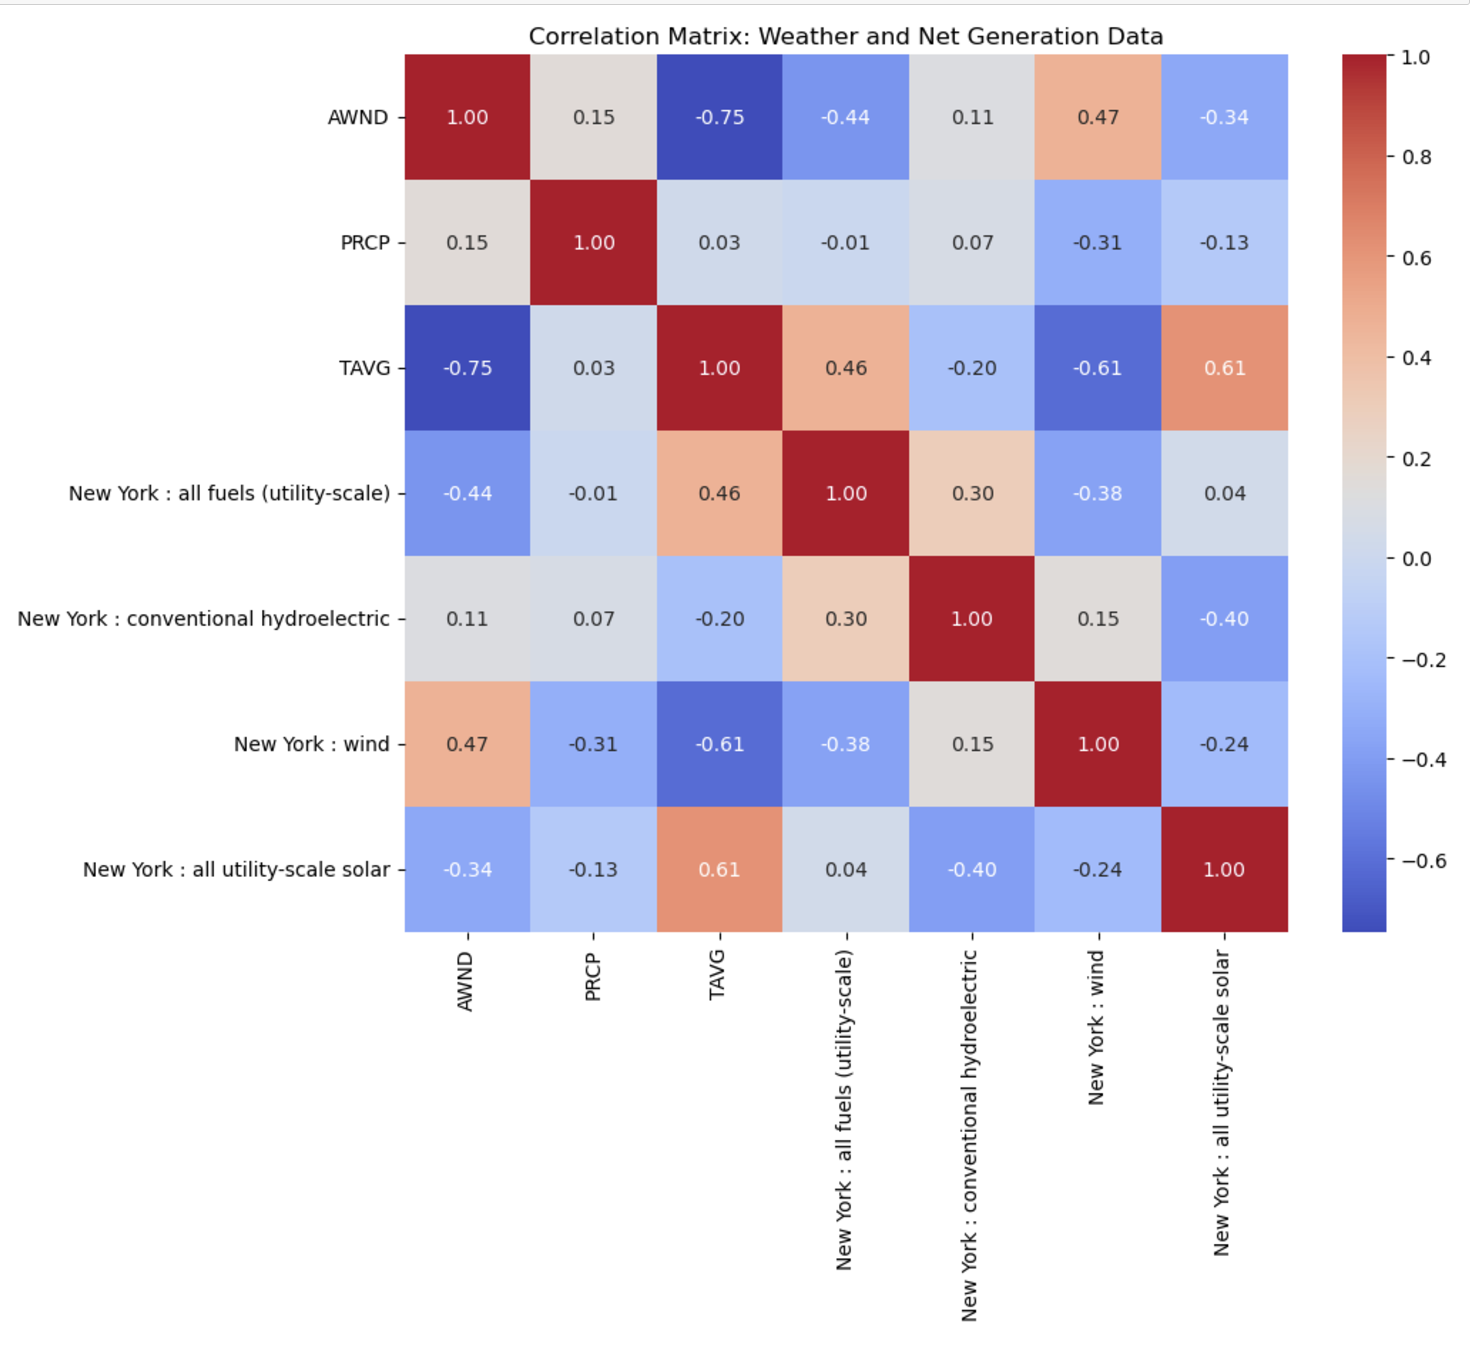 Correlation Matrix: Weather and Net Generation Data
AWND
1.00 0.15 -0.75 -0.44 0.11 0.47 -0.34
PRCP
0.15 1.00 0.03 -0.01 0.07 -0.31 -0.13
TAVG
-0.75 0.03 1.00 0.46 -0.20 -0.61 0.61
New York : all fuels (utility-scale)
-0.44 -0.01 0.46 1.00 0.30 -0.38 0.04
New York : conventional hydroelectric
0.11 0.07 -0.20 0.30 1.00 0.15 -0.40
New York : wind
0.47 -0.31 -0.61 -0.38 0.15 1.00 -0.24
New York : all utility-scale solar
-0.34 -0.13 0.61 0.04 -0.40 -0.24 1.00
AWND
PRCP
TAVG
New York : all fuels (utility-scale)
New York : conventional hydroelectric
New York : wind
New York : all utility-scale solar
1.0
0.8
0.6
0.4
0.2
0.0
−0.2
−0.4
−0.6